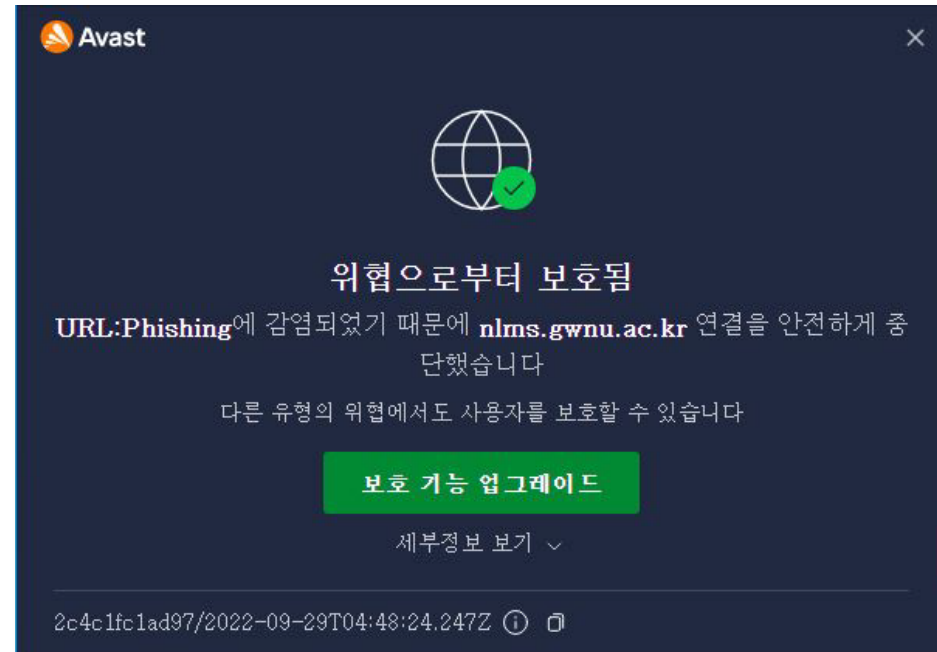 Avast
위협으로부터 보호됨
URL:Phishing에 감염되었기 때문에 nlms.gwnu.ac.kr 연결을 안전하게 중
단했습니다
다른 유형의 위협에서도 사용자를 보호할 수 있습니다
보호 기능 업그레이드
세부정보 보기
2c4c1fc1ad97/2022-09-29T04:48:24.247Z